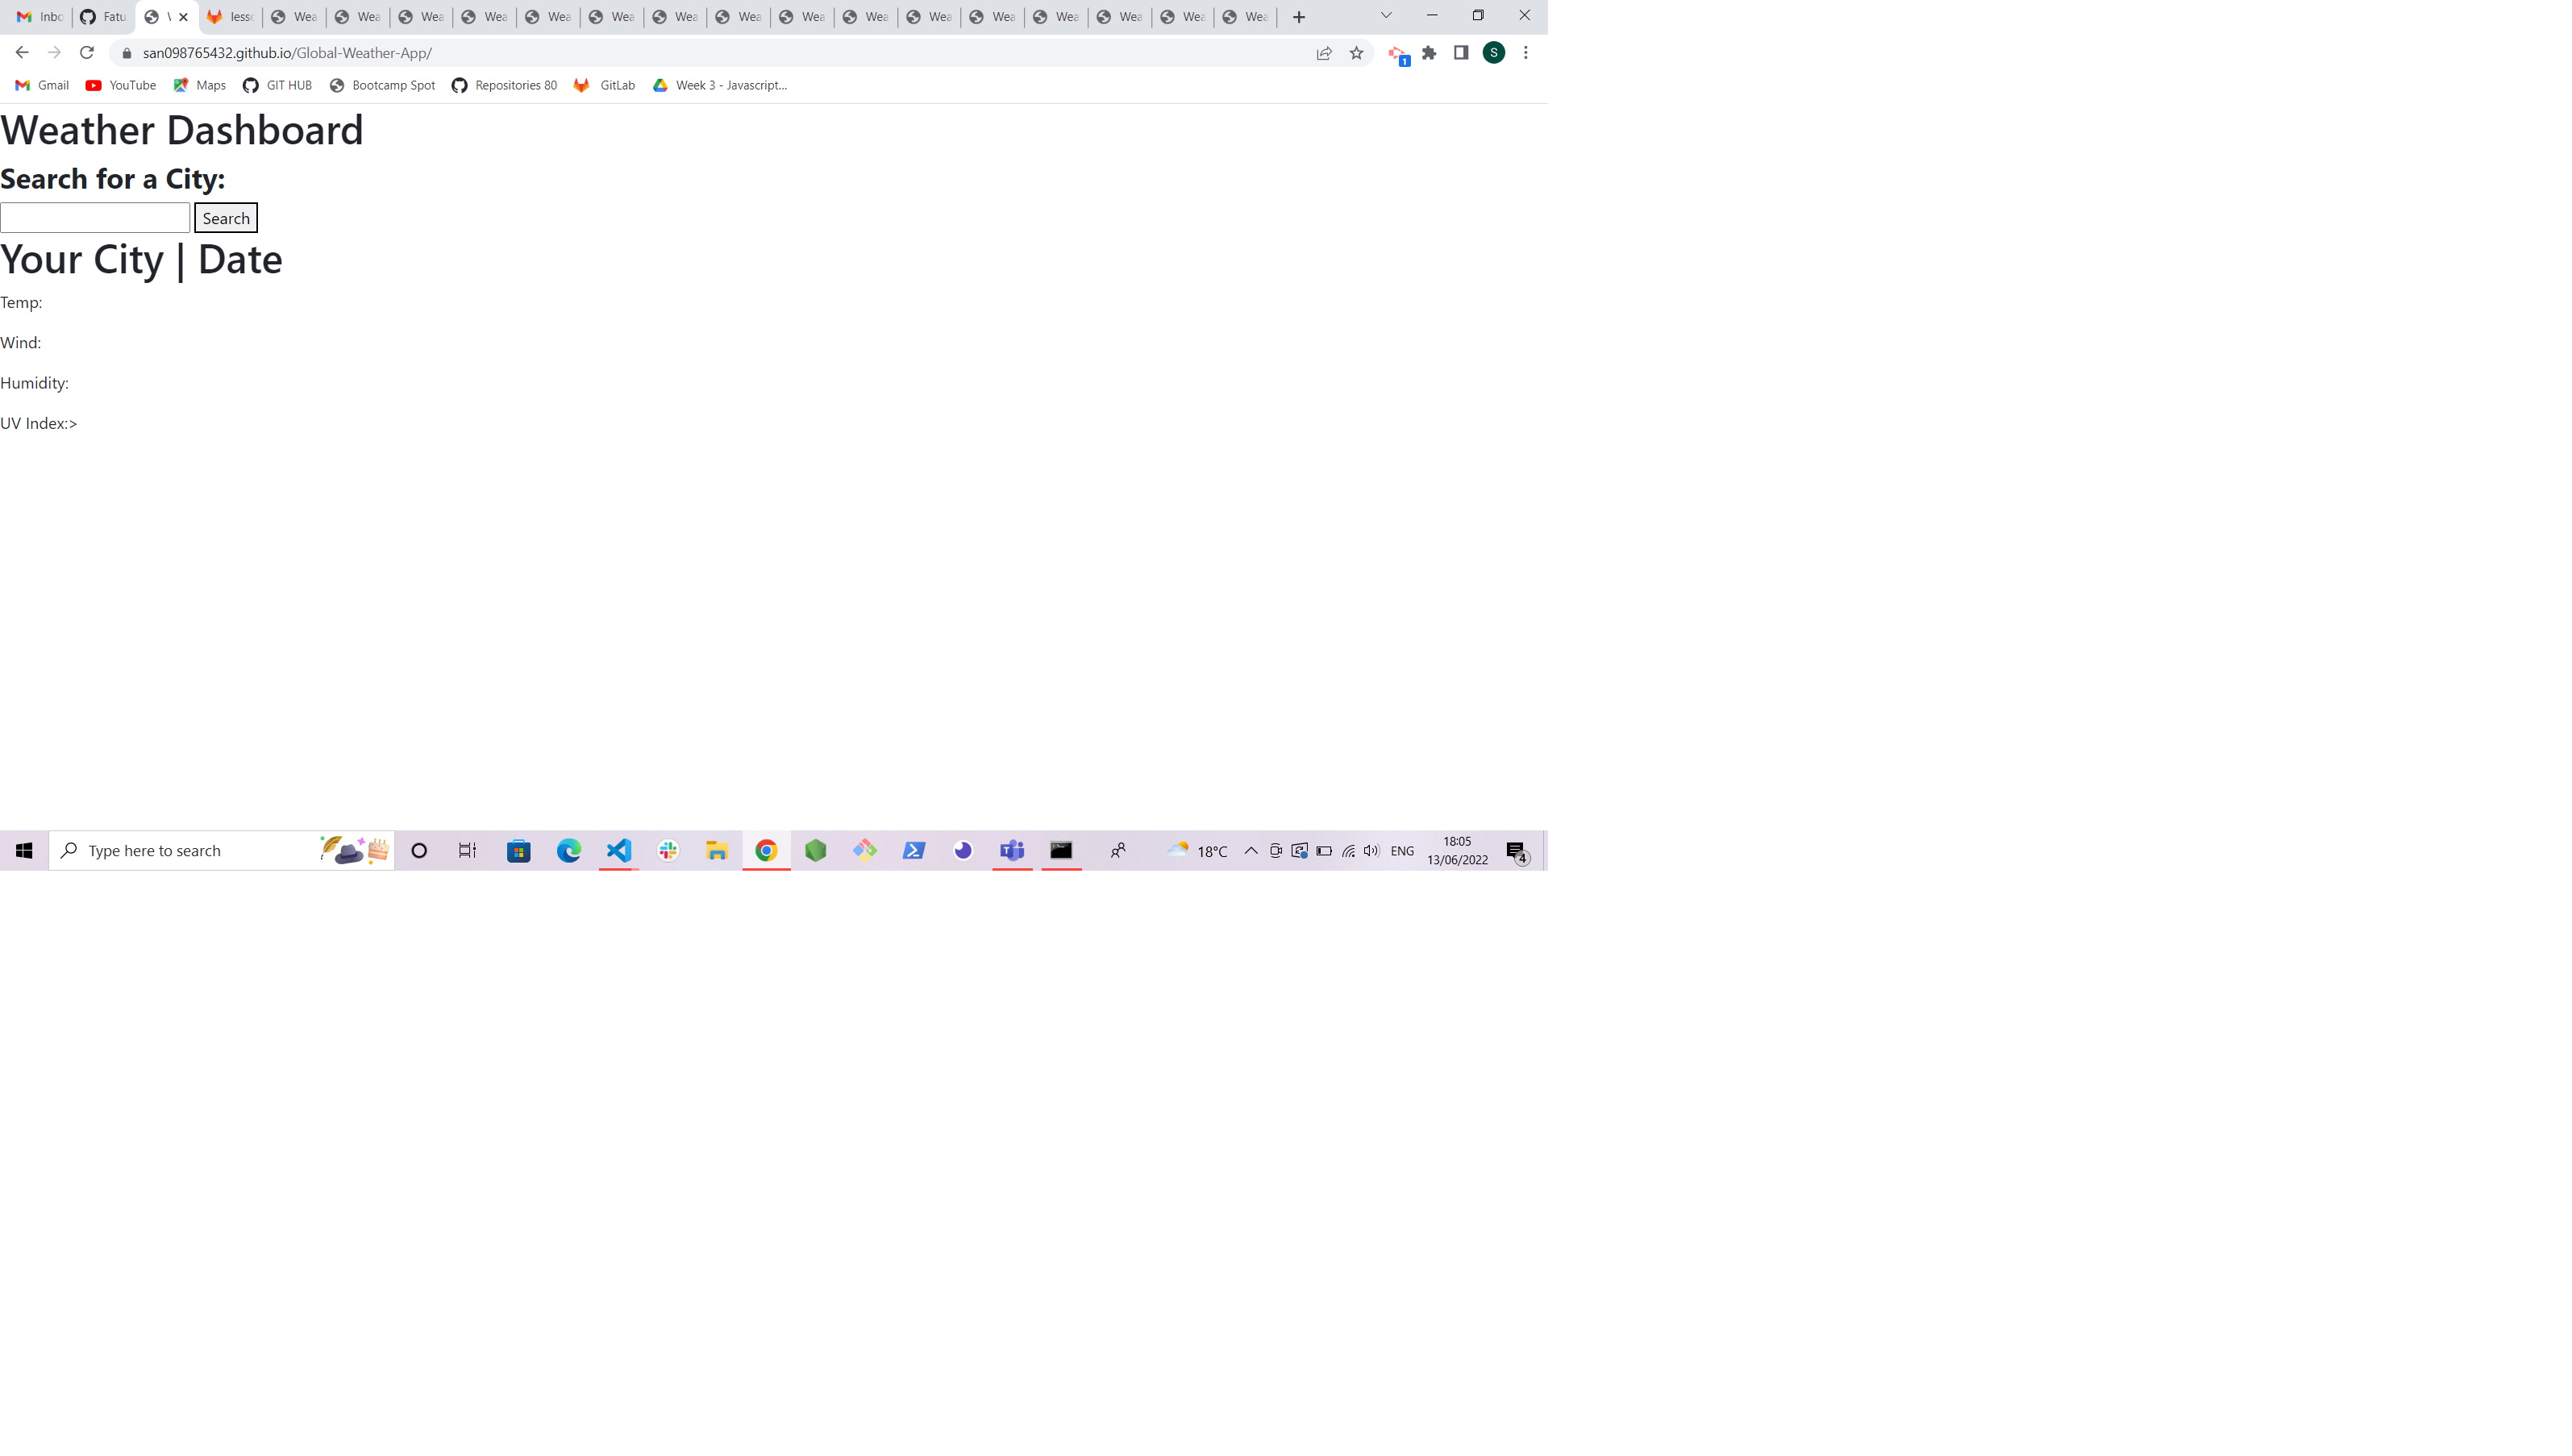 Inbo Fatu W lesso Wea Wea Wea Wea Wea Wea Wea Wea Wea Wea Wea Wea Wea Wea Wea Wea
san098765432.github.io/Global-Weather-App/ 1 S
Gmail YouTube Maps GIT HUB Bootcamp Spot Repositories 80 GitLab Week 3 - Javascript...
Weather Dashboard
Search for a City:
Search
Your City | Date
Temp:
Wind:
Humidity:
UV Index:>
Type here to search 18°C ENG 18:05
13/06/2022 4